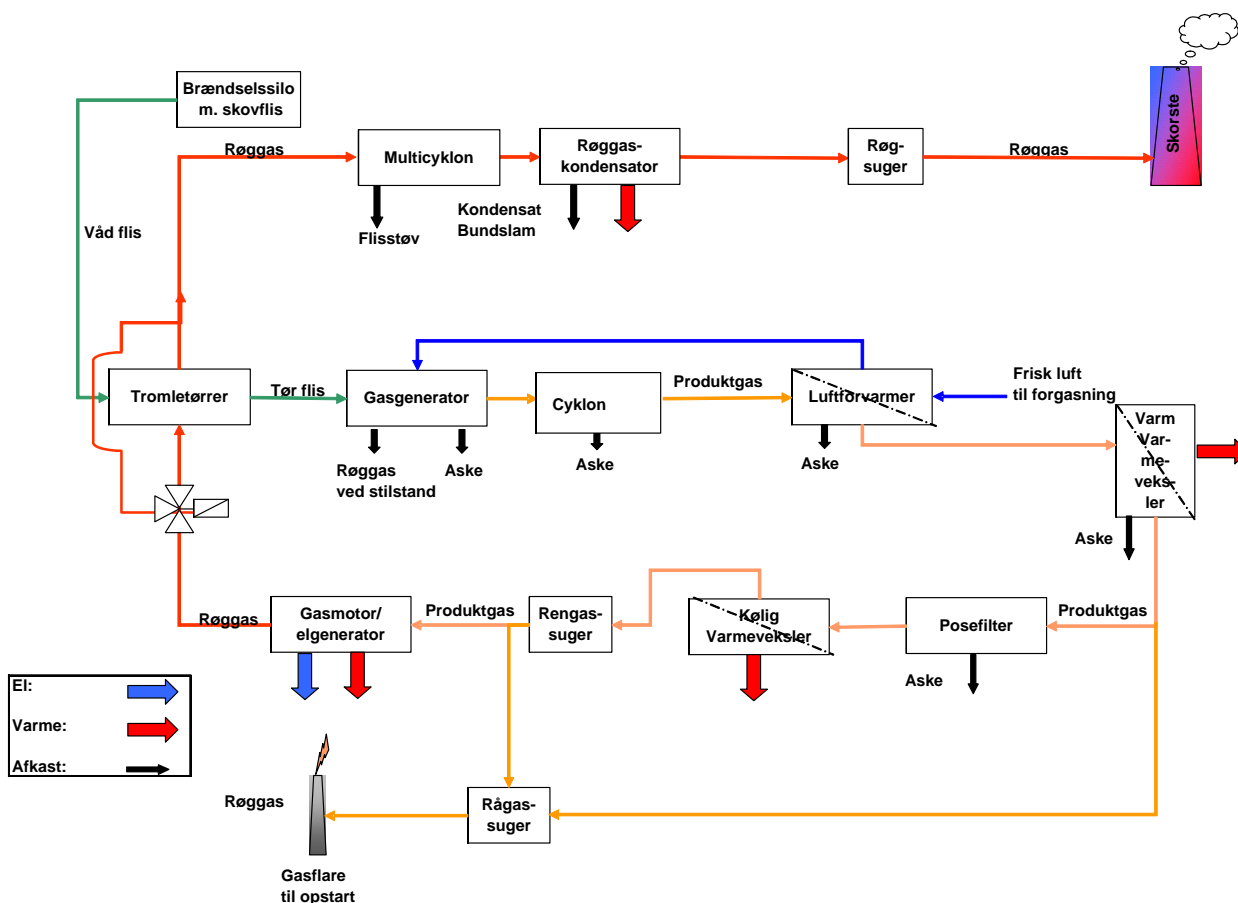 Brændselssilo
m. skovflis
Røggas
Multicyklon
Røggas-
kondensator
Røg-
suger
Røggas
Skorste
Våd flis
Flisstøv
Kondensat
Bundslam
Tromletørrer
Tør flis
Gasgenerator
Cyklon
Produktgas
Luftforvarmer
Frisk luft
til forgasning
Varm
Var-
me-
veks-
ler
Røggas
ved stilstand
Aske
Aske
Aske
Aske
Røggas
Gasmotor/
elgenerator
Produktgas
Rengas-
suger
Kølig
Varmeveksler
Posefilter
Produktgas
Aske
El:
Varme:
Afkast:
Røggas
Rågas-
suger
Gasflare
til opstart